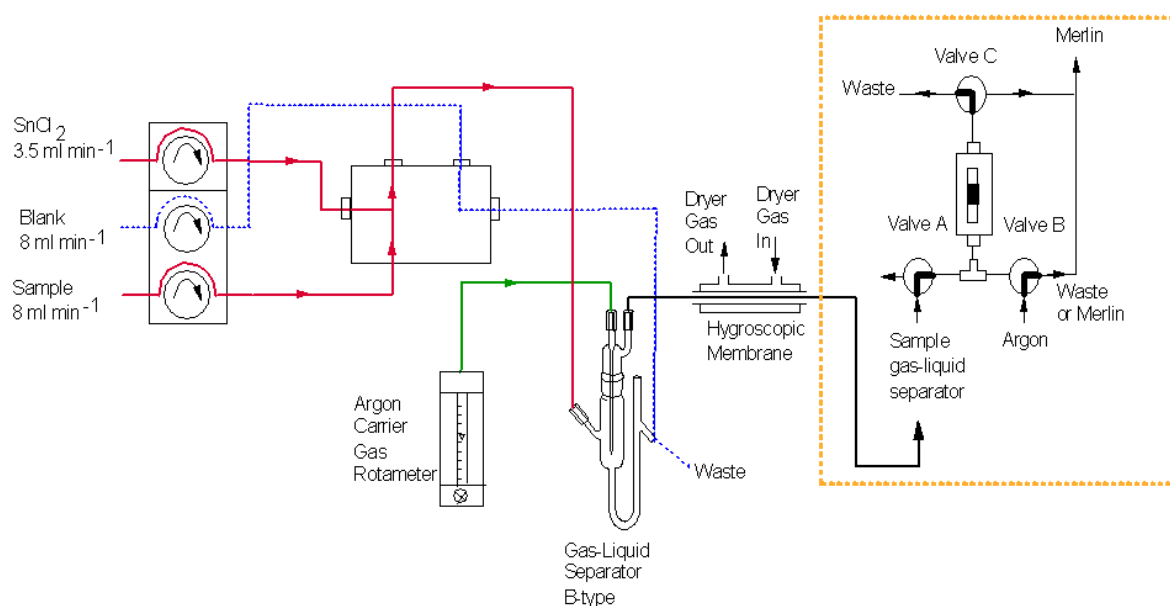 SnCl2
3.5 ml min-1
Blank
8 ml min-1
Sample
8 ml min-1
Argon
Carrier
Gas
Rotameter
Gas-Liquid
Separator
B-type
Waste
Dryer
Gas
Out
Dryer
Gas
In
Hygroscopic
Membrane
Merlin
Valve C
Waste
Valve A
Valve B
Waste
or Merlin
Sample
gas-liquid
separator
Argon